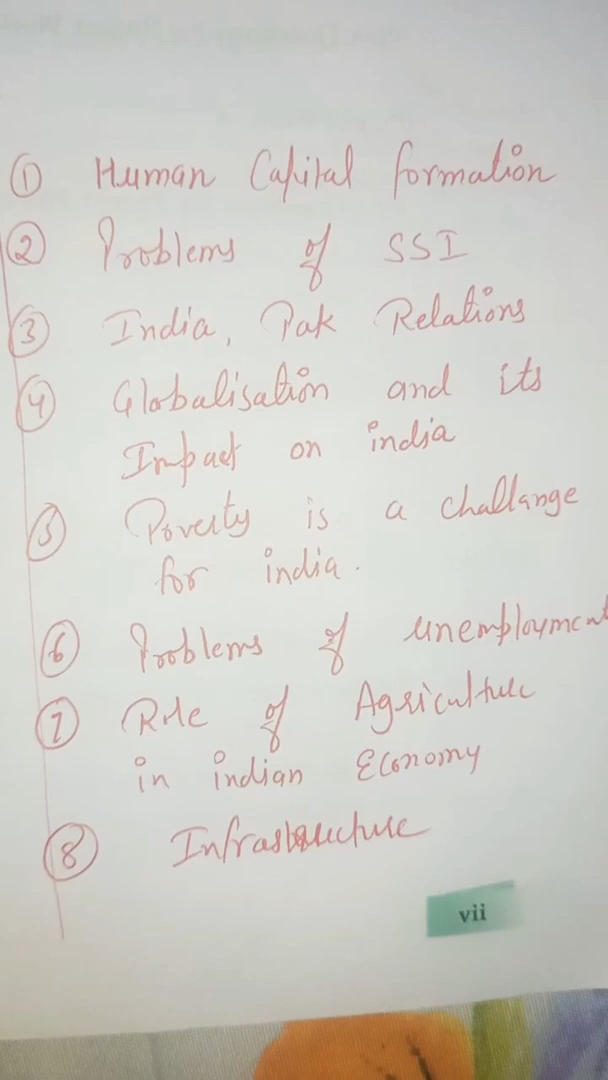 ① Human Capital formation
② Problems of SSI
③ India, Pak Relations
④ Globalisation and its
Impact on india
⑤ Poverty is a challange
for india.
⑥ Problems of unemployment
⑦ Role of Agriculture
in indian Economy
⑧ Infrastructure
vii